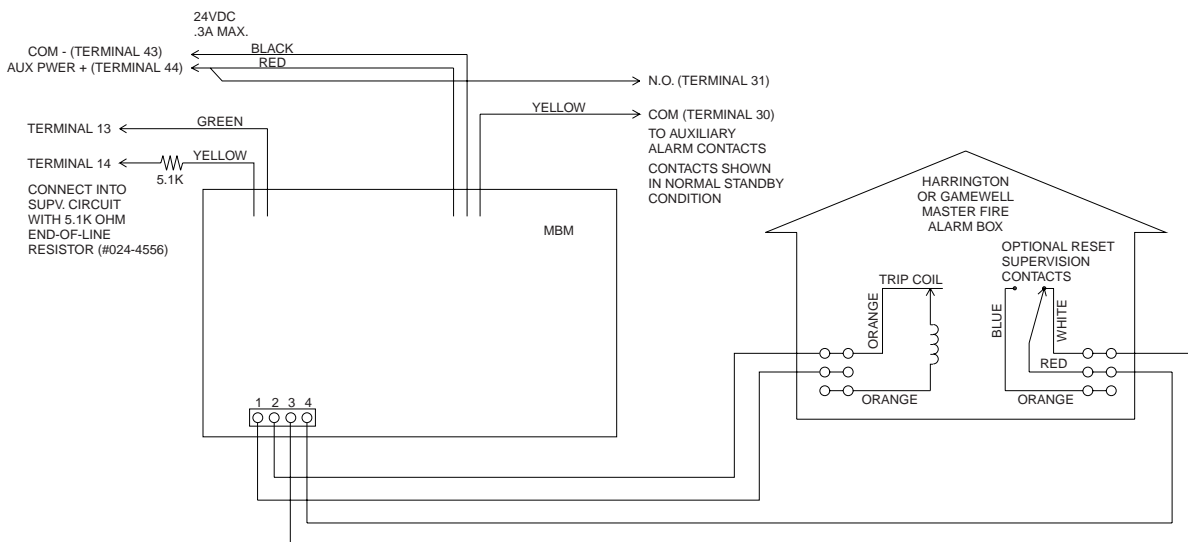 24VDC
.3A MAX.
COM - (TERMINAL 43)
BLACK
AUX PWER + (TERMINAL 44)
RED
N.O. (TERMINAL 31)
YELLOW
COM (TERMINAL 30)
TO AUXILIARY
ALARM CONTACTS
CONTACTS SHOWN
IN NORMAL STANDBY
CONDITION
TERMINAL 13
GREEN
TERMINAL 14
YELLOW
5.1K
CONNECT INTO
SUPV. CIRCUIT
WITH 5.1K OHM
END-OF-LINE
RESISTOR (#024-4556)
MBM
1 2 3 4
HARRINGTON
OR GAMEWELL
MASTER FIRE
ALARM BOX
OPTIONAL RESET
SUPERVISION
CONTACTS
TRIP COIL
ORANGE
BLUE
WHITE
RED
ORANGE
ORANGE